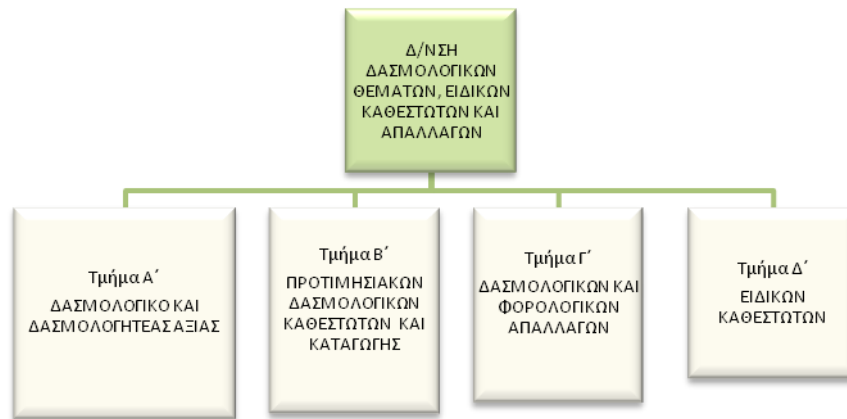 Δ/ΝΣΗ
ΔΑΣΜΟΛΟΓΙΚΩΝ
ΘΕΜΑΤΩΝ, ΕΙΔΙΚΩΝ
ΚΑΘΕΣΤΩΤΩΝ ΚΑΙ
ΑΠΑΛΛΑΓΩΝ
Τμήμα Α΄
ΔΑΣΜΟΛΟΓΙΚΟ ΚΑΙ
ΔΑΣΜΟΛΟΓΗΤΕΑΣ ΑΞΙΑΣ
Τμήμα Β΄
ΠΡΟΤΙΜΗΣΙΑΚΩΝ
ΔΑΣΜΟΛΟΓΙΚΩΝ
ΚΑΘΕΣΤΩΤΩΝ ΚΑΙ
ΚΑΤΑΓΩΓΗΣ
Τμήμα Γ΄
ΔΑΣΜΟΛΟΓΙΚΩΝ ΚΑΙ
ΦΟΡΟΛΟΓΙΚΩΝ
ΑΠΑΛΛΑΓΩΝ
Τμήμα Δ΄
ΕΙΔΙΚΩΝ
ΚΑΘΕΣΤΩΤΩΝ